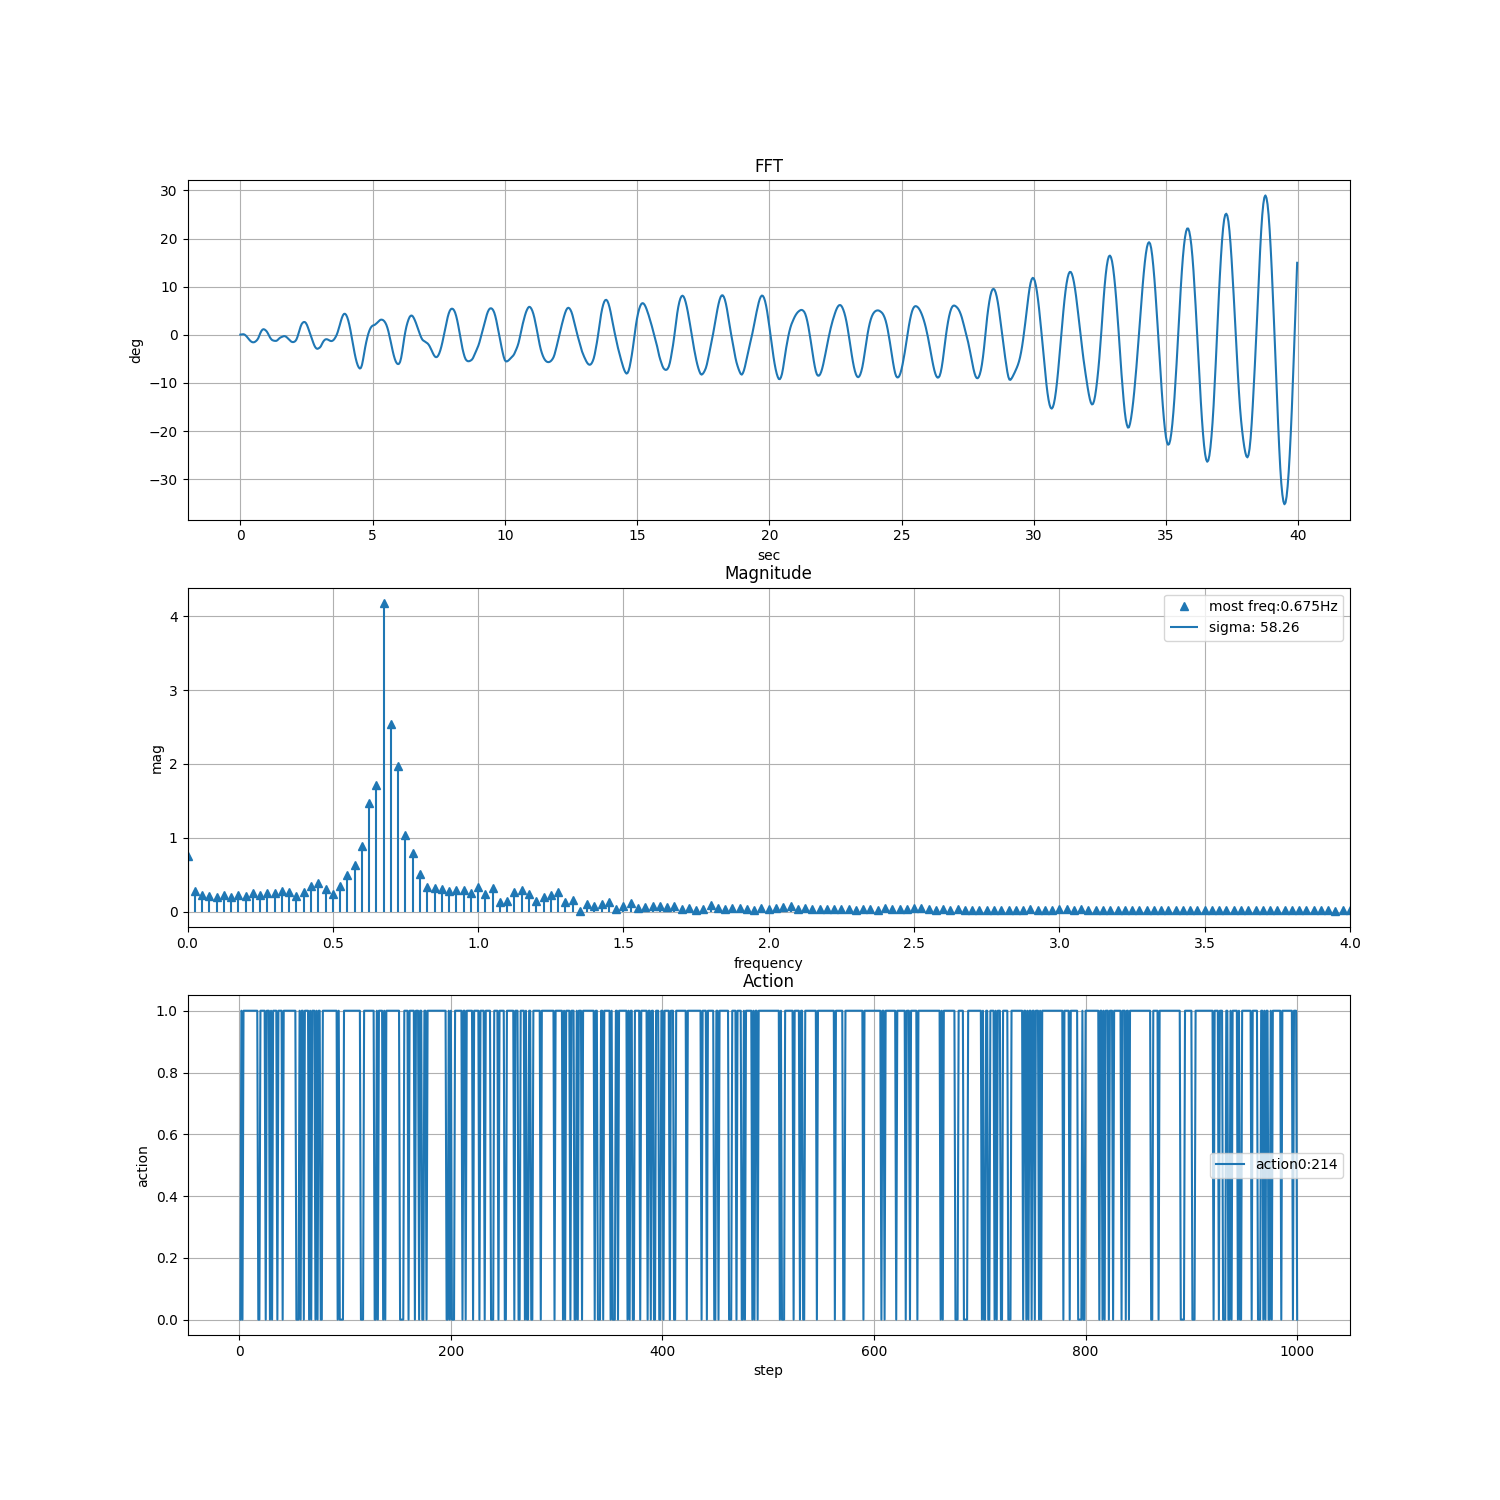 FFT
30
20
10
0
−10
−20
−30
deg
0 5 10 15 20 25 30 35 40
sec
Magnitude
4
3
2
1
0
mag
most freq:0.675Hz
sigma: 58.26
0.0 0.5 1.0 1.5 2.0 2.5 3.0 3.5 4.0
frequency
Action
1.0
0.8
0.6
0.4
0.2
0.0
action
action0:214
0 200 400 600 800 1000
step